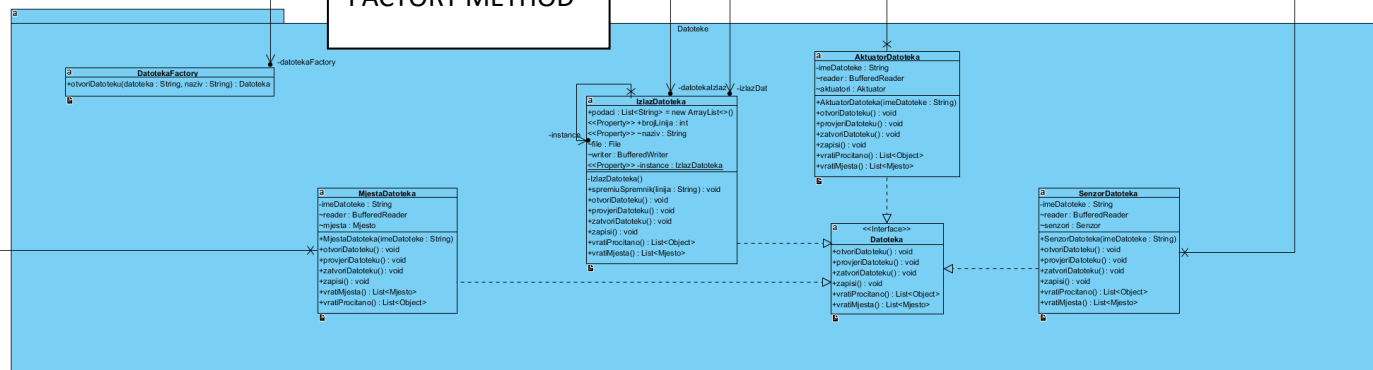 FACTORY METHOD
Datoteke
-datotekaFactory
DatotekaFactory
+otvoriDatoteku(datoteka : String, naziv : String) : Datoteka
-datotekaIzlaz
-izlazDat
-instance
IzlazDatoteka
+podaci : List<String> = new ArrayList<>()
<<Property>> +brojLinija : int
<<Property>> ~naziv : String
~file : File
~writer : BufferedWriter
<<Property>> -instance : IzlazDatoteka
-IzlazDatoteka()
+spremiuSpremnik(linija : String) : void
+otvoriDatoteku() : void
+provjeriDatoteku() : void
+zatvoriDatoteku() : void
+zapisi() : void
+vratiProcitano() : List<Object>
+vratiMjesta() : List<Mjesto>
AktuatorDatoteka
-imeDatoteke : String
~reader : BufferedReader
~aktuatori : Aktuator
+AktuatorDatoteka(imeDatoteke : String)
+otvoriDatoteku() : void
+provjeriDatoteku() : void
+zatvoriDatoteku() : void
+zapisi() : void
+vratiProcitano() : List<Object>
+vratiMjesta() : List<Mjesto>
MjestaDatoteka
-imeDatoteke : String
~reader : BufferedReader
~mjesta : Mjesto
+MjestaDatoteka(imeDatoteke : String)
+otvoriDatoteku() : void
+provjeriDatoteku() : void
+zatvoriDatoteku() : void
+zapisi() : void
+vratiMjesta() : List<Mjesto>
+vratiProcitano() : List<Object>
<<Interface>>
Datoteka
+otvoriDatoteku() : void
+provjeriDatoteku() : void
+zatvoriDatoteku() : void
+zapisi() : void
+vratiProcitano() : List<Object>
+vratiMjesta() : List<Mjesto>
SenzorDatoteka
-imeDatoteke : String
~reader : BufferedReader
~senzori : Senzor
+SenzorDatoteka(imeDatoteke : String)
+otvoriDatoteku() : void
+provjeriDatoteku() : void
+zatvoriDatoteku() : void
+zapisi() : void
+vratiProcitano() : List<Object>
+vratiMjesta() : List<Mjesto>